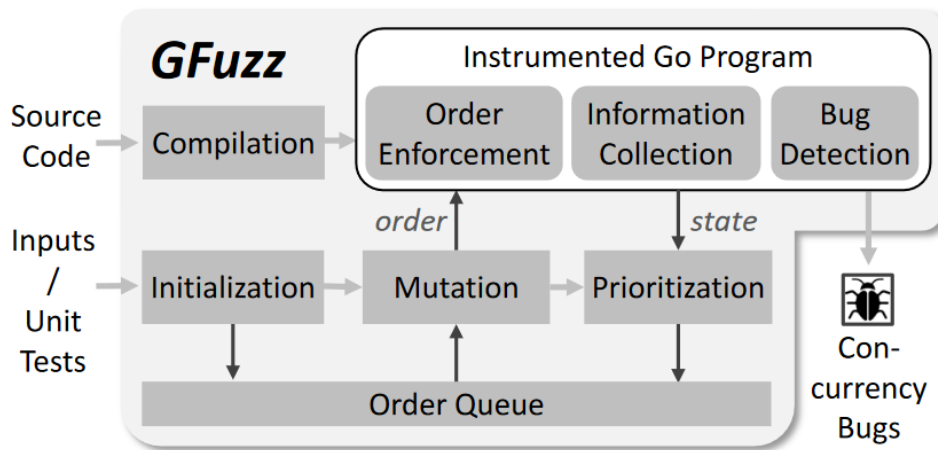 GFuzz
Instrumented Go Program
Source
Code
Compilation
Order
Enforcement
Information
Collection
Bug
Detection
order
state
Inputs
/
Unit
Tests
Initialization
Mutation
Prioritization
Order Queue
Con-
currency
Bugs